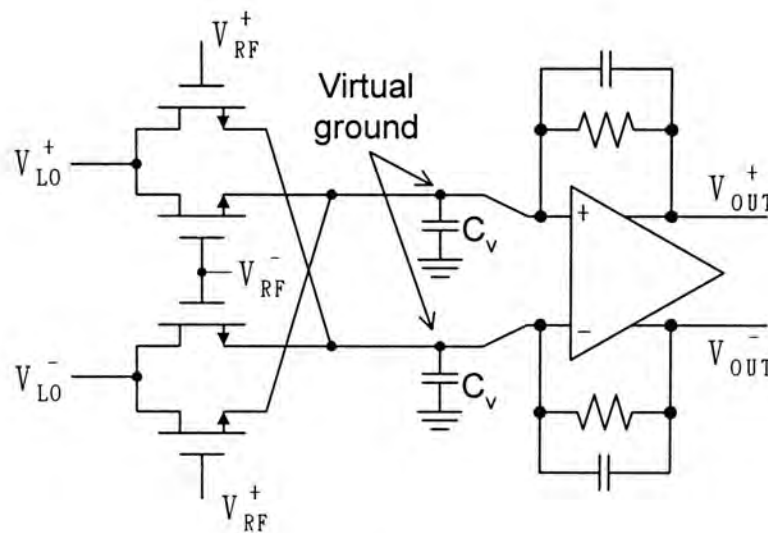 V_RF^+
Virtual
ground
V_LO^+
V_OUT^+
+
C_v
V_RF^-
-
V_LO^-
C_v
V_OUT^-
V_RF^+